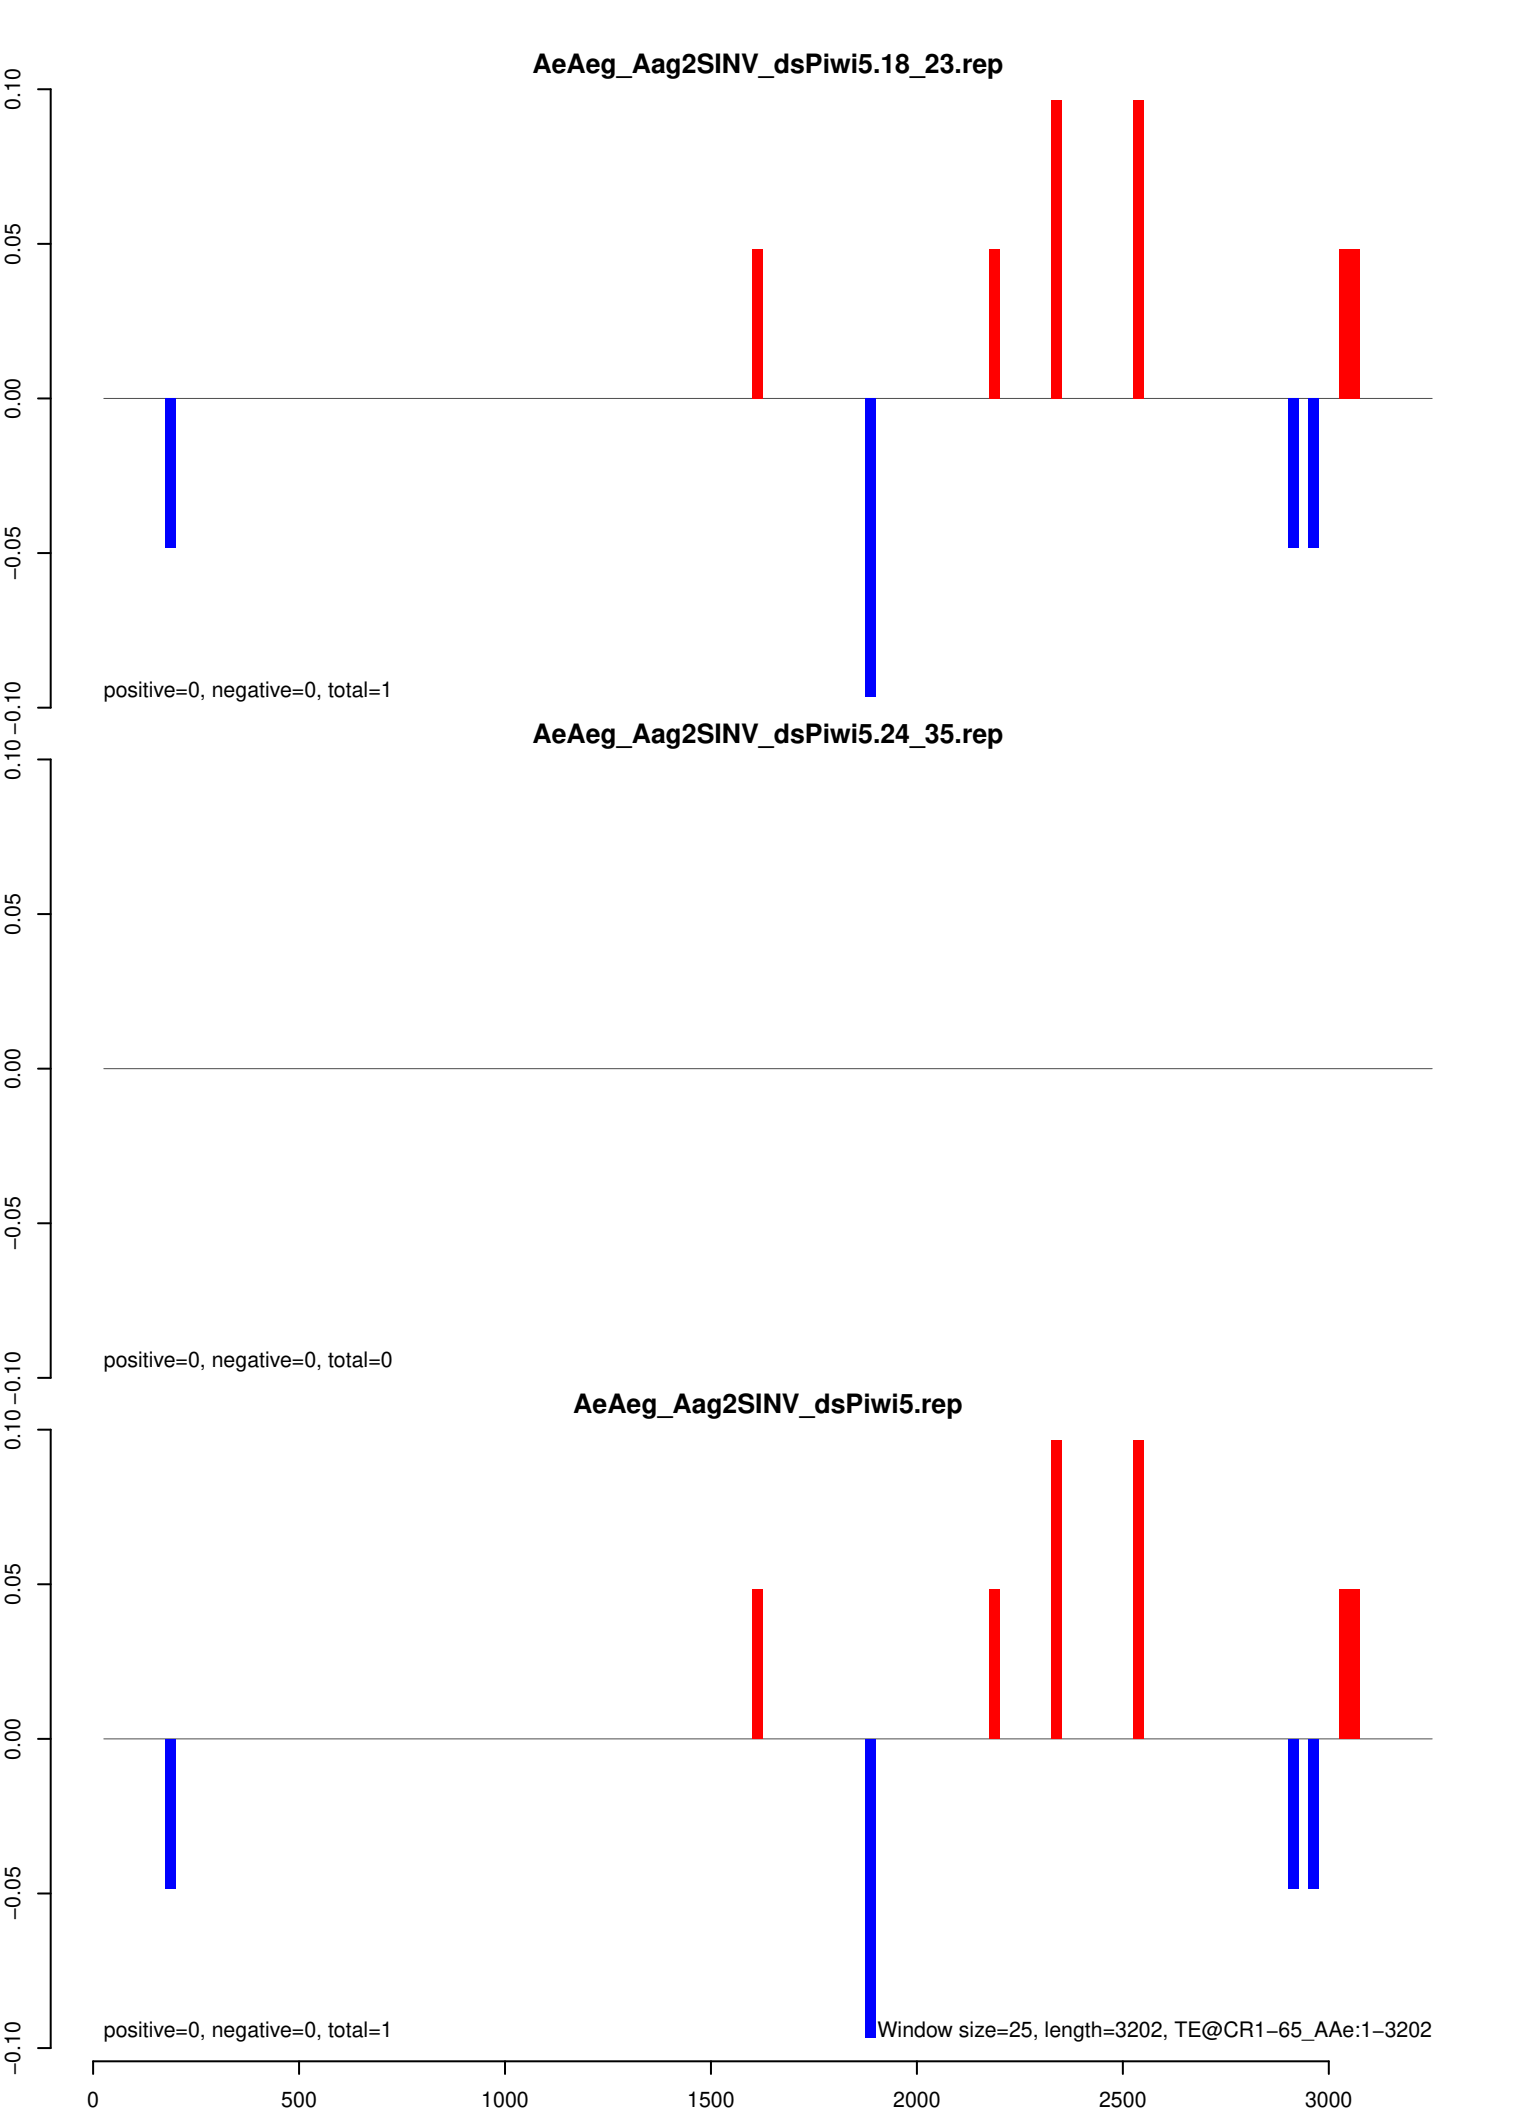 AeAeg_Aag2SINV_dsPiwi5.18_23.rep
0.10
0.05
0.00
−0.05
−0.10
positive=0, negative=0, total=1
AeAeg_Aag2SINV_dsPiwi5.24_35.rep
0.10
0.05
0.00
−0.05
−0.10
positive=0, negative=0, total=0
AeAeg_Aag2SINV_dsPiwi5.rep
0.10
0.05
0.00
−0.05
−0.10
positive=0, negative=0, total=1
Window size=25, length=3202, TE@CR1−65_AAe:1−3202
0 500 1000 1500 2000 2500 3000